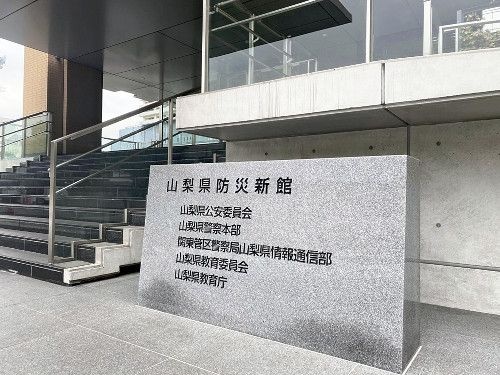 山梨県防災新館
山梨県公安委員会
山梨県警察本部
関東管区警察局山梨県情報通信部
山梨県教育委員会
山梨県教育庁